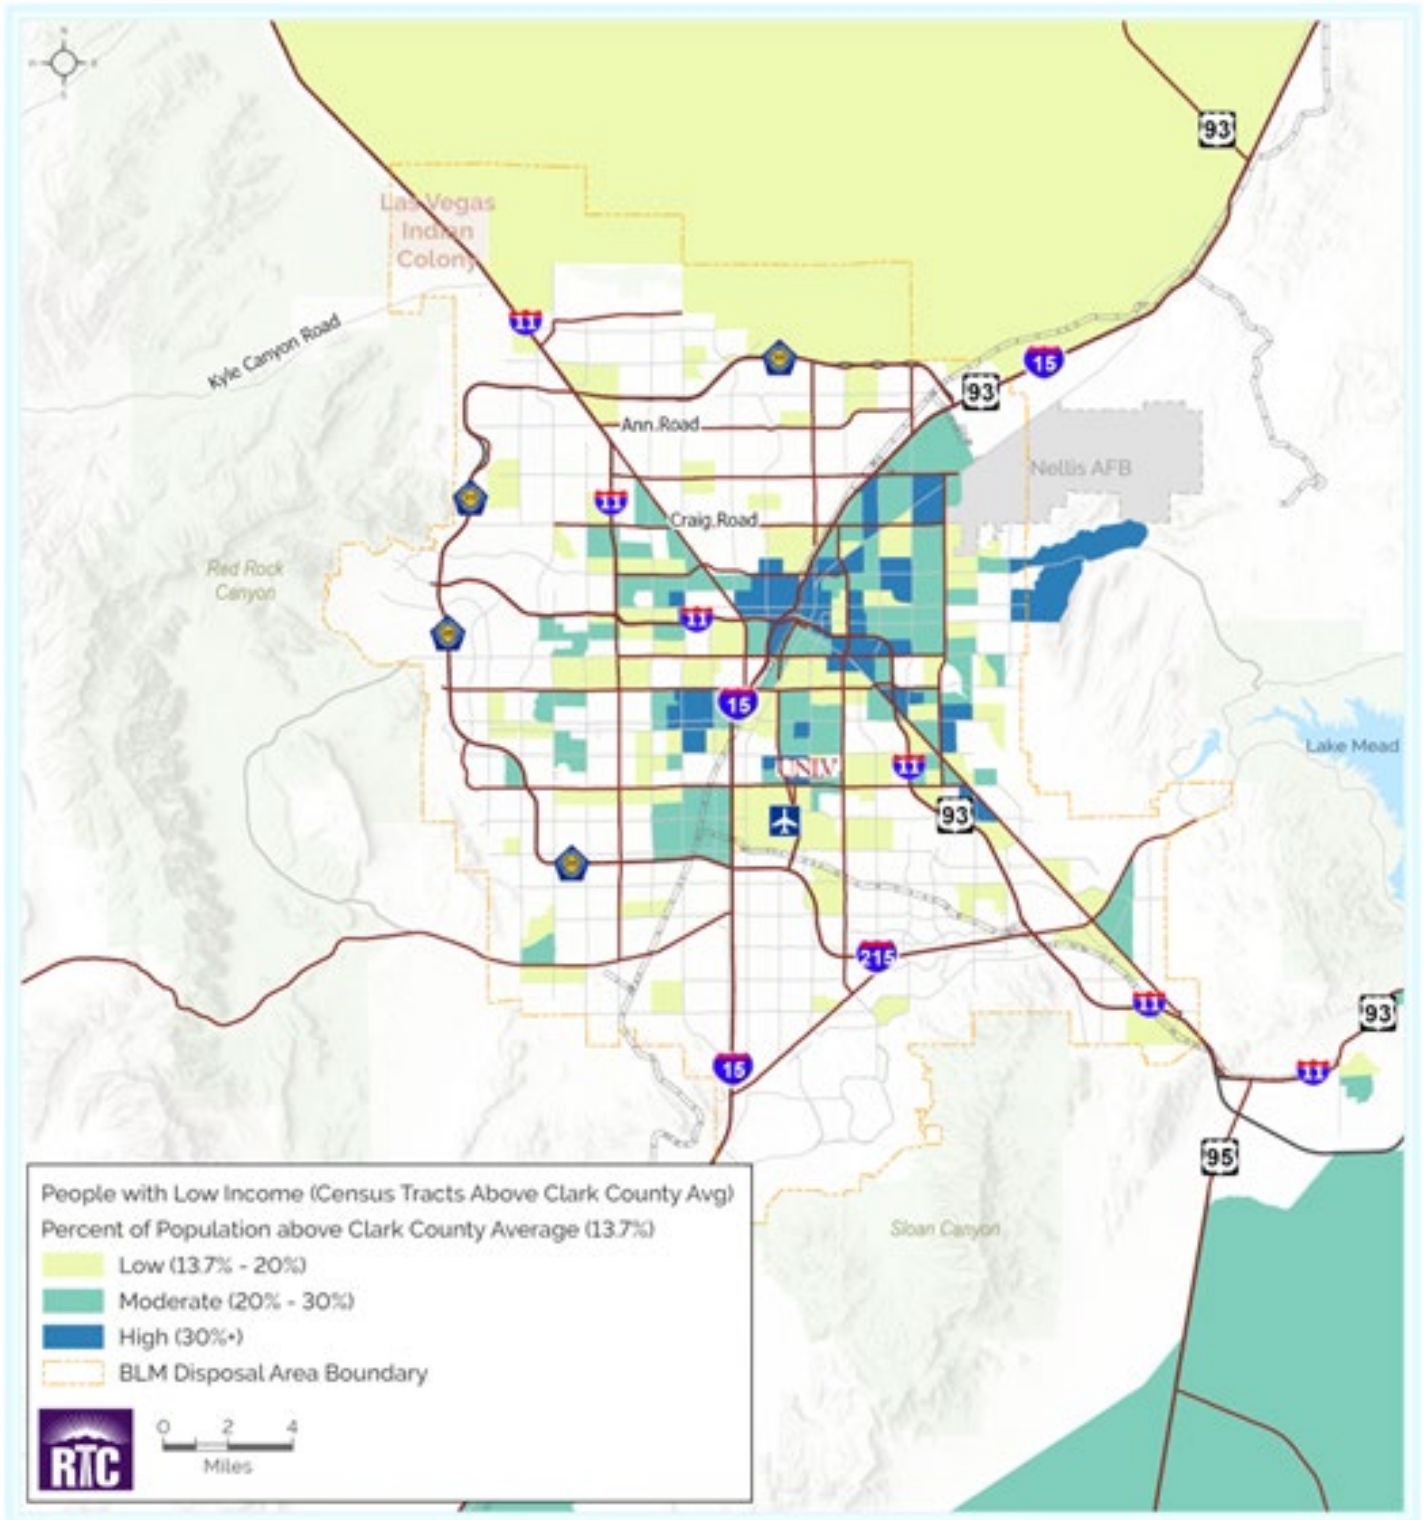 N
S
93
Las Vegas
Indian
Colony
11
Kyle Canyon Road
15
93
Ann Road
Nellis AFB
11
Craig Road
Red Rock
Canyon
11
15
Lake Mead
UNLV
11
93
215
11
93
15
11
95
Sloan Canyon
People with Low Income (Census Tracts Above Clark County Avg)
Percent of Population above Clark County Average (13.7%)
Low (13.7% - 20%)
Moderate (20% - 30%)
High (30%+)
BLM Disposal Area Boundary
RTC
0 2 4
Miles